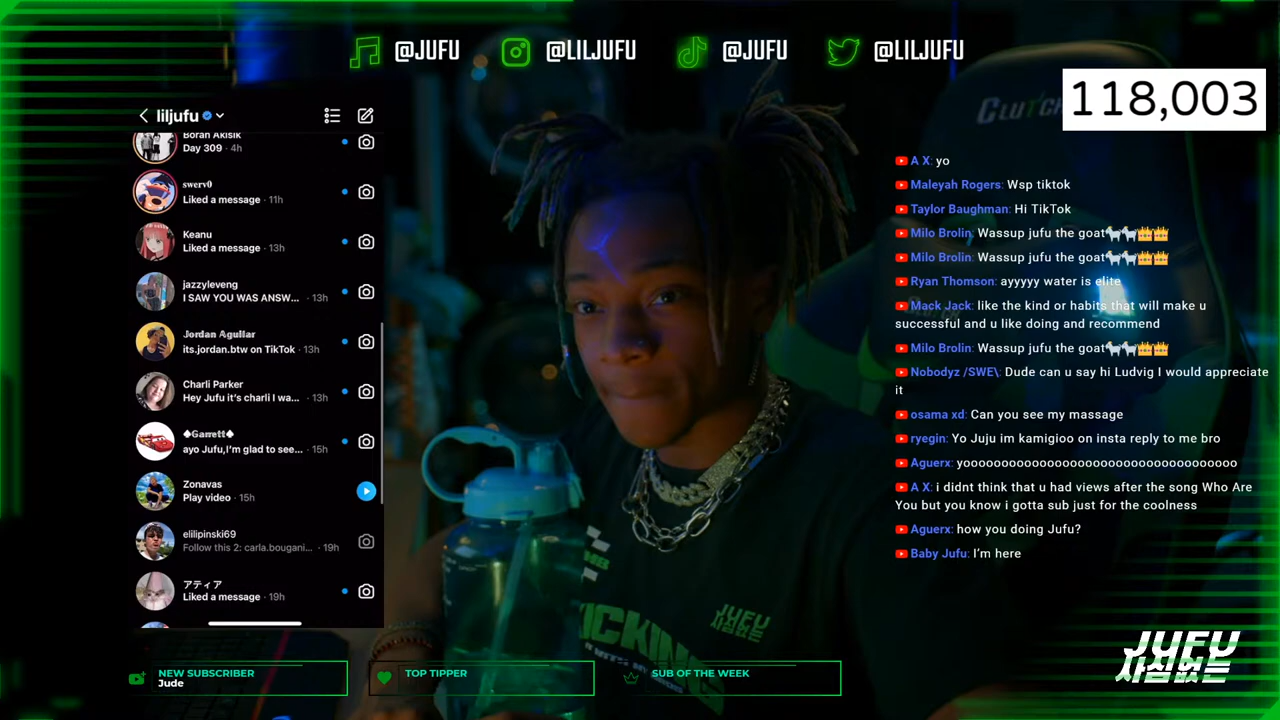 @JUFU @LILJUFU @JUFU @LILJUFU
118,003
liljufu
Boran Akisik
Day 309 · 4h
swerv0
Liked a message · 11h
Keanu
Liked a message · 13h
jazzyleveng
I SAW YOU WAS ANSW... · 13h
Jordan Aguilar
its.jordan.btw on TikTok · 13h
Charli Parker
Hey Jufu it's charli I wa... · 13h
♠Garrett♠
ayo Jufu,I'm glad to see... · 15h
Zonavas
Play video · 15h
elilipinski69
Follow this 2: carla.bougani... · 19h
アティア
Liked a message · 19h
A X: yo
Maleyah Rogers: Wsp tiktok
Taylor Baughman: Hi TikTok
Milo Brolin: Wassup jufu the goat🐐🐐👑👑
Milo Brolin: Wassup jufu the goat🐐🐐👑👑
Ryan Thomson: ayyyyy water is elite
Mack Jack: like the kind or habits that will make u
successful and u like doing and recommend
Milo Brolin: Wassup jufu the goat🐐🐐👑👑
Nobodyz /SWE\: Dude can u say hi Ludvig I would appreciate
it
osama xd: Can you see my massage
ryegin: Yo Juju im kamigioo on insta reply to me bro
Aguerx: yooooooooooooooooooooooooooooooooooo
A X: i didnt think that u had views after the song Who Are
You but you know i gotta sub just for the coolness
Aguerx: how you doing Jufu?
Baby Jufu: I'm here
JUFU
사심없는
NEW SUBSCRIBER
Jude
TOP TIPPER
SUB OF THE WEEK